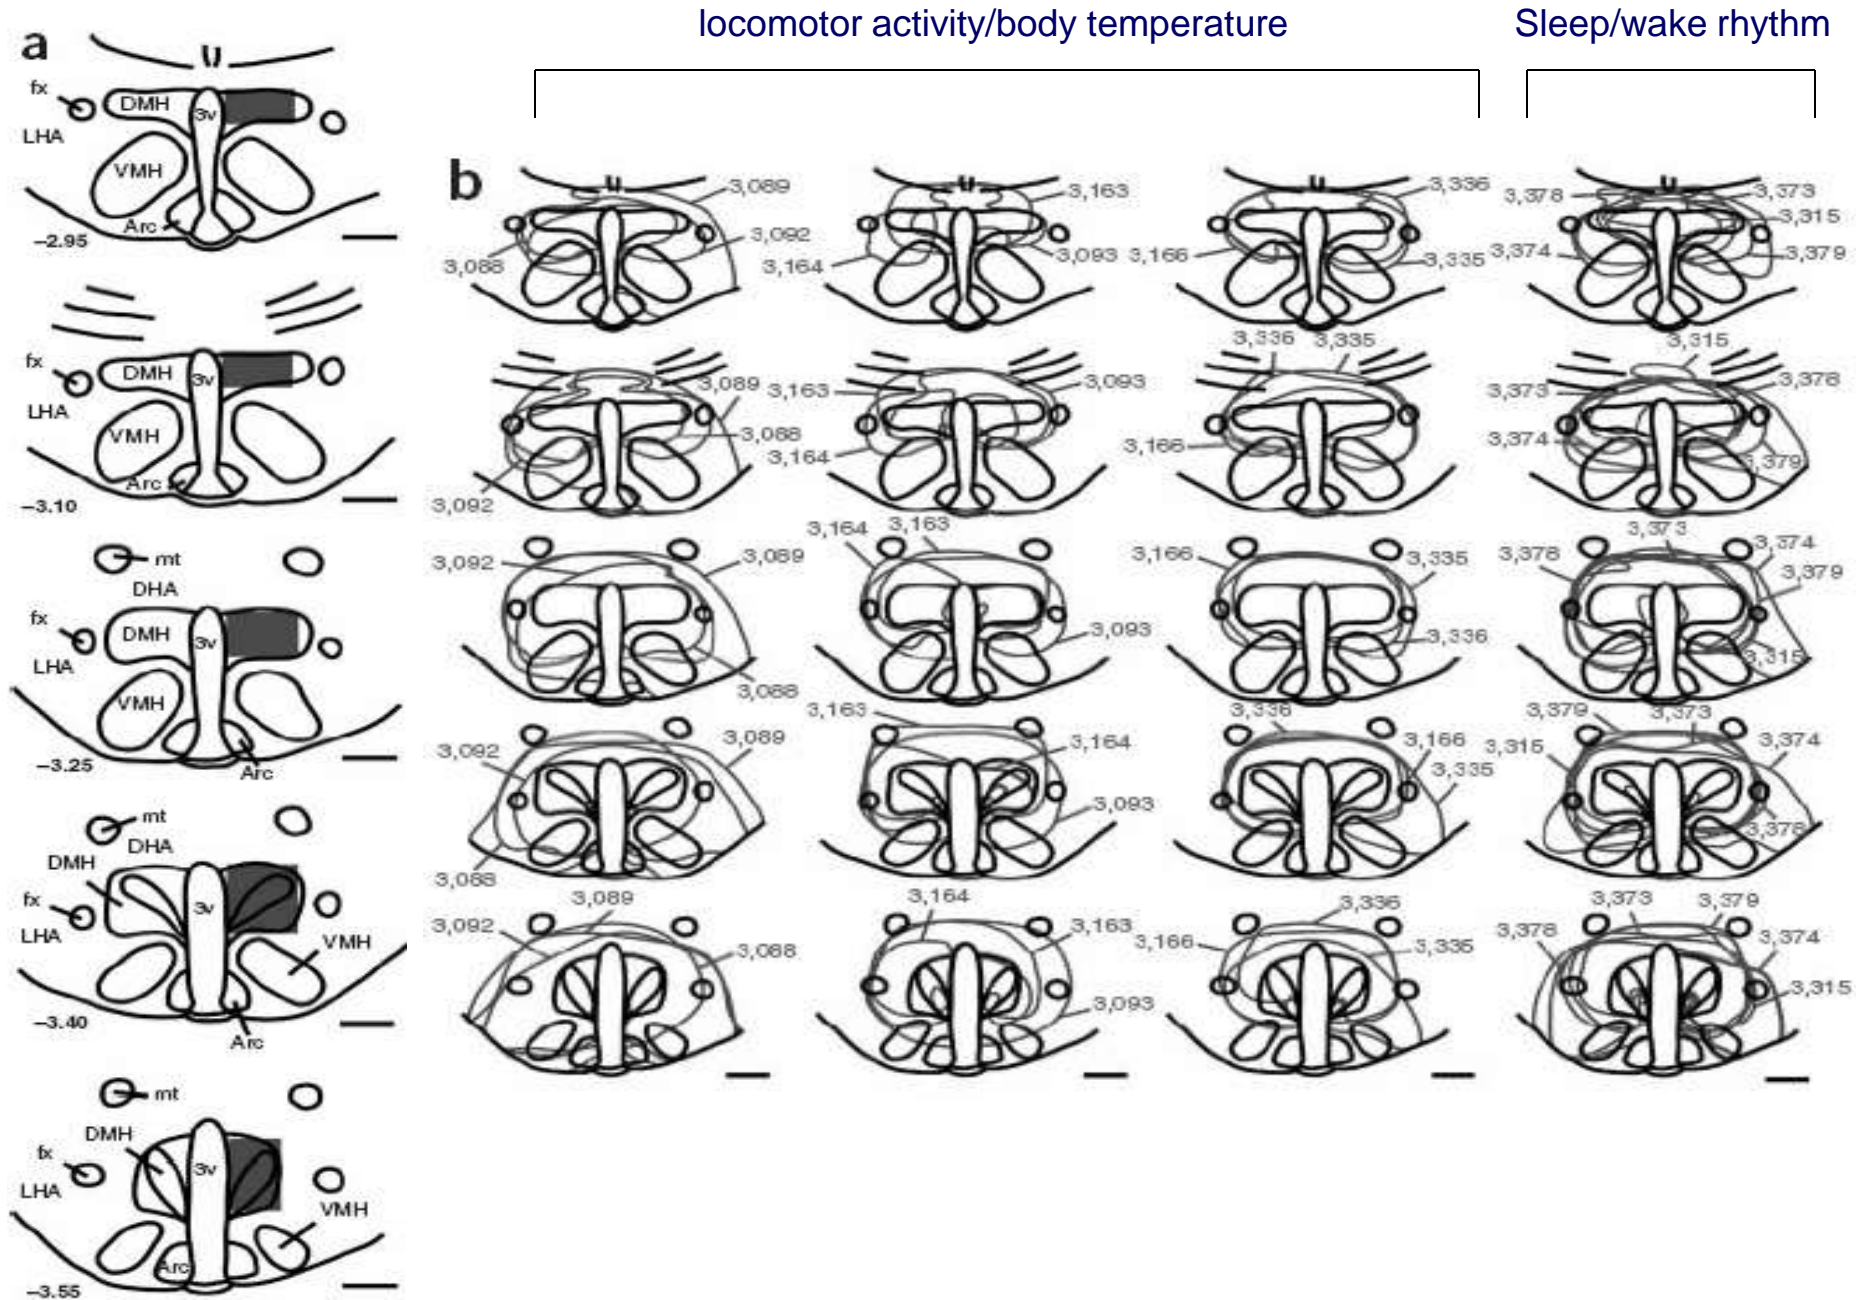 locomotor activity/body temperature
Sleep/wake rhythm
a
fx
DMH
3v
LHA
VMH
Arc
−2.95
fx
DMH
3v
LHA
VMH
Arc
−3.10
mt
DHA
fx
DMH
3v
LHA
VMH
Arc
−3.25
mt
DHA
DMH
fx
3v
LHA
VMH
Arc
−3.40
mt
DMH
fx
3v
LHA
VMH
Arc
−3.55
b
3,089
3,092
3,088
3,163
3,164
3,093
3,336
3,166
3,335
3,378
3,373
3,315
3,374
3,379
3,089
3,088
3,092
3,163
3,093
3,164
3,336
3,335
3,166
3,315
3,373
3,378
3,374
3,379
3,092
3,089
3,088
3,164
3,163
3,093
3,166
3,335
3,336
3,373
3,378
3,374
3,379
3,315
3,092
3,089
3,088
3,163
3,164
3,093
3,336
3,166
3,335
3,379
3,373
3,315
3,374
3,378
3,089
3,092
3,088
3,164
3,163
3,093
3,336
3,166
3,335
3,373
3,379
3,378
3,374
3,315